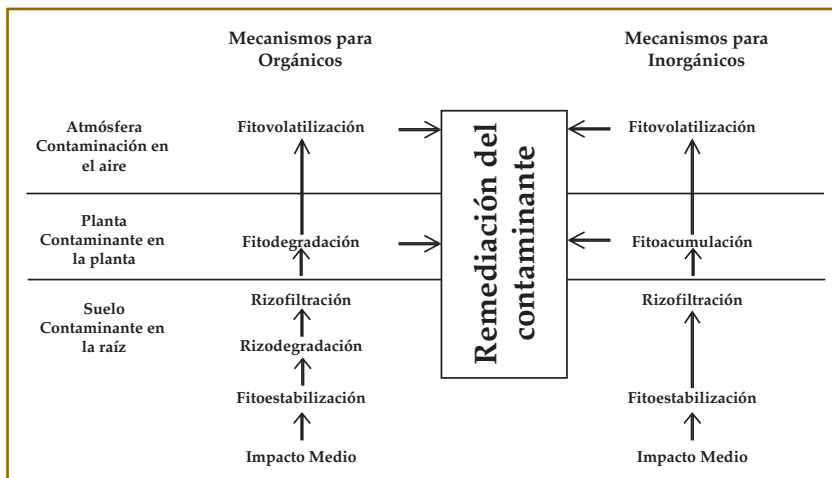 Mecanismos para
Orgánicos
Mecanismos para
Inorgánicos
Atmósfera
Contaminación en
el aire
Fitovolatilización
Fitovolatilización
Planta
Contaminante en
la planta
Fitodegradación
Fitoacumulación
Suelo
Contaminante en
la raíz
Rizofiltración
Rizodegradación
Fitoestabilización
Impacto Medio
Remediación del
contaminante
Rizofiltración
Fitoestabilización
Impacto Medio